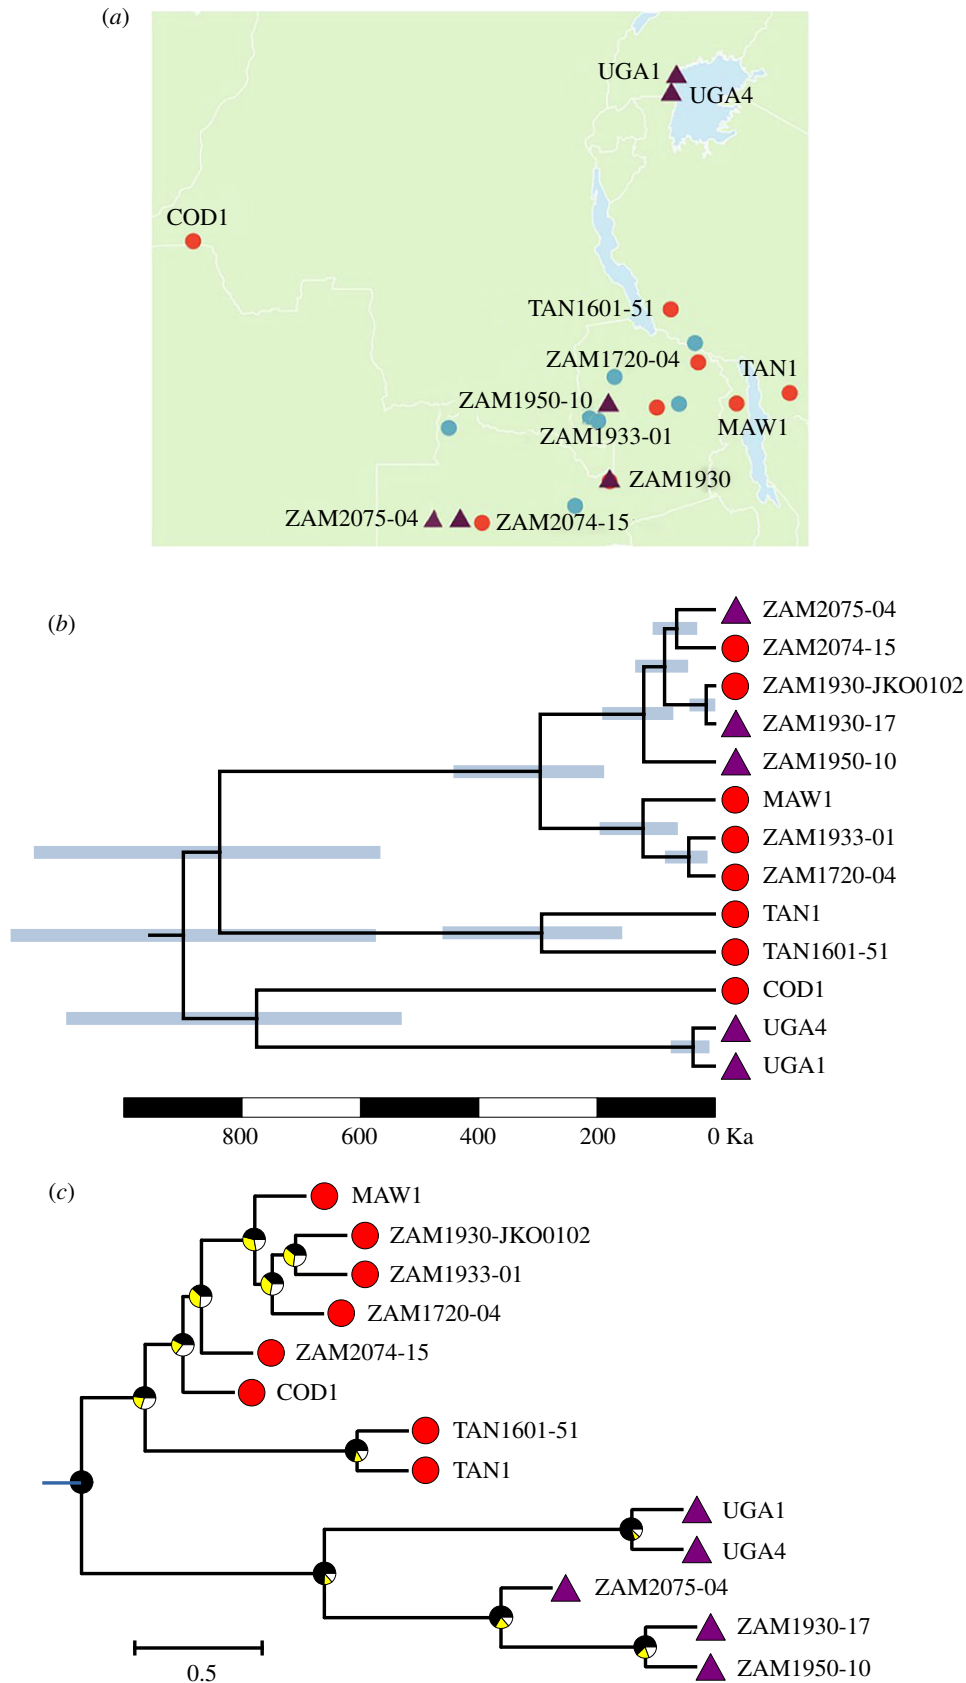 (a)
UGA1
UGA4
COD1
TAN1601-51
ZAM1720-04
TAN1
ZAM1950-10
MAW1
ZAM1933-01
ZAM1930
ZAM2075-04
ZAM2074-15
(b)
ZAM2075-04
ZAM2074-15
ZAM1930-JKO0102
ZAM1930-17
ZAM1950-10
MAW1
ZAM1933-01
ZAM1720-04
TAN1
TAN1601-51
COD1
UGA4
UGA1
800 600 400 200 0 Ka
(c)
MAW1
ZAM1930-JKO0102
ZAM1933-01
ZAM1720-04
ZAM2074-15
COD1
TAN1601-51
TAN1
UGA1
UGA4
ZAM2075-04
ZAM1930-17
ZAM1950-10
0.5